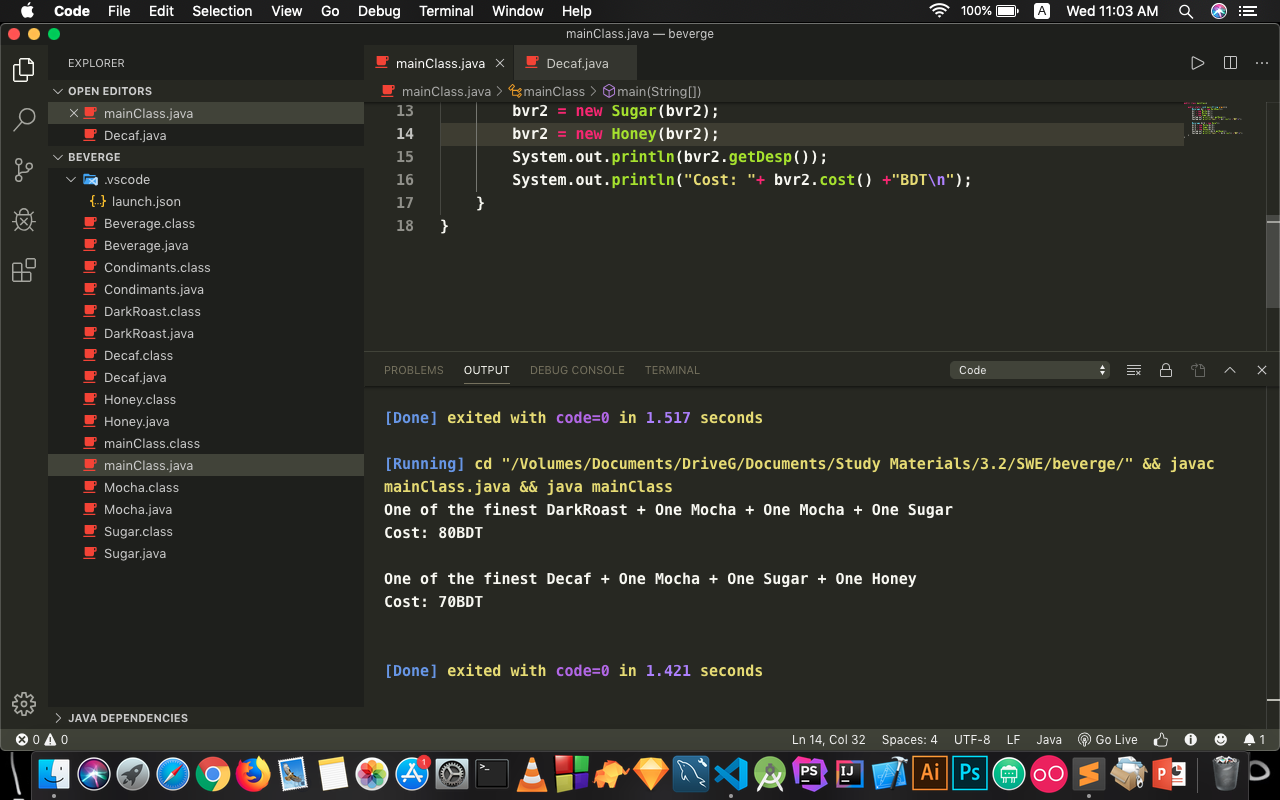 Code File Edit Selection View Go Debug Terminal Window Help 100% A Wed 11:03 AM
mainClass.java — beverge
EXPLORER
OPEN EDITORS
mainClass.java
Decaf.java
BEVERGE
.vscode
{..} launch.json
Beverage.class
Beverage.java
Condimants.class
Condimants.java
DarkRoast.class
DarkRoast.java
Decaf.class
Decaf.java
Honey.class
Honey.java
mainClass.class
mainClass.java
Mocha.class
Mocha.java
Sugar.class
Sugar.java
JAVA DEPENDENCIES
mainClass.java Decaf.java
mainClass.java > mainClass > main(String[])
13 bvr2 = new Sugar(bvr2);
14 bvr2 = new Honey(bvr2);
15 System.out.println(bvr2.getDesp());
16 System.out.println("Cost: "+ bvr2.cost() +"BDT\n");
17 }
18 }
PROBLEMS OUTPUT DEBUG CONSOLE TERMINAL Code
[Done] exited with code=0 in 1.517 seconds
[Running] cd "/Volumes/Documents/DriveG/Documents/Study Materials/3.2/SWE/beverge/" && javac
mainClass.java && java mainClass
One of the finest DarkRoast + One Mocha + One Mocha + One Sugar
Cost: 80BDT
One of the finest Decaf + One Mocha + One Sugar + One Honey
Cost: 70BDT
[Done] exited with code=0 in 1.421 seconds
0 0 Ln 14, Col 32 Spaces: 4 UTF-8 LF Java Go Live 1
1 PS IJ Ai Ps S P